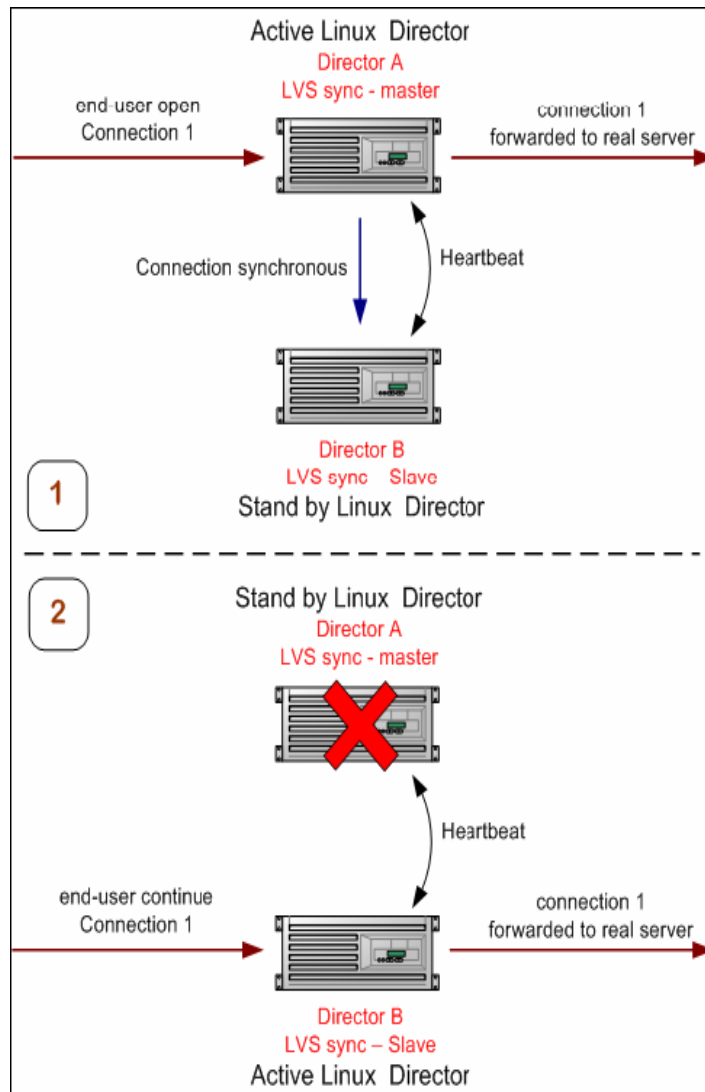 Active Linux Director
Director A
LVS sync - master
end-user open
Connection 1
connection 1
forwarded to real server
Connection synchronous
Heartbeat
Director B
LVS sync – Slave
Stand by Linux Director
1
2
Stand by Linux Director
Director A
LVS sync - master
Heartbeat
end-user continue
Connection 1
connection 1
forwarded to real server
Director B
LVS sync – Slave
Active Linux Director